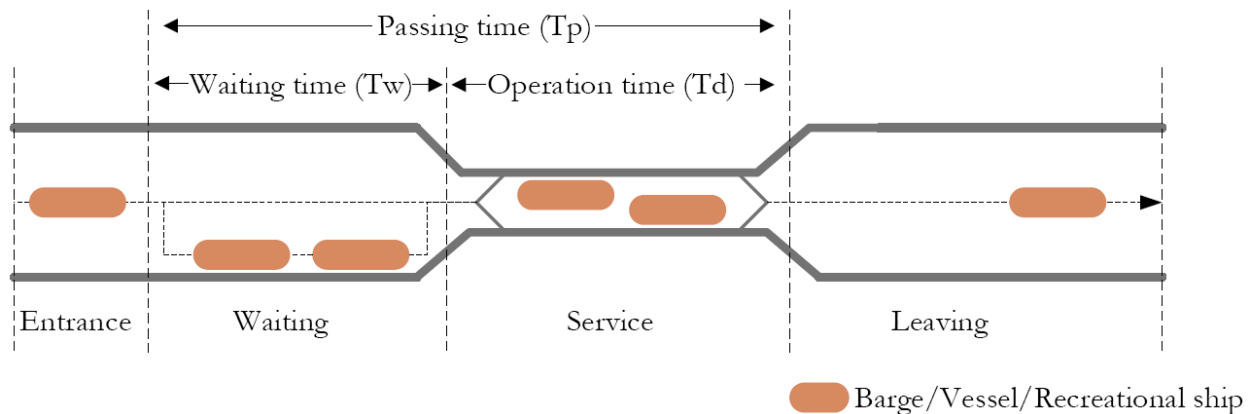 Passing time (Tp)
Waiting time (Tw)
Operation time (Td)
Entrance
Waiting
Service
Leaving
Barge/Vessel/Recreational ship